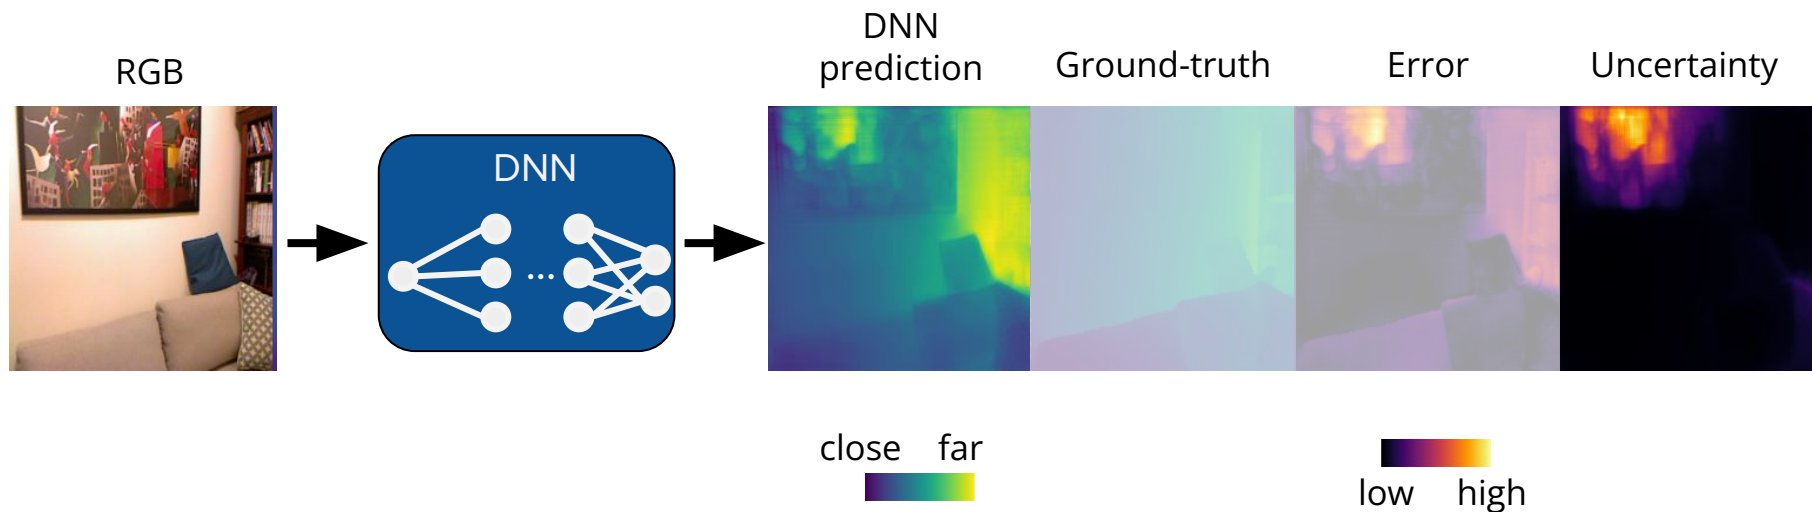 RGB
DNN
DNN
prediction
Ground-truth
Error
Uncertainty
...
close far
low high